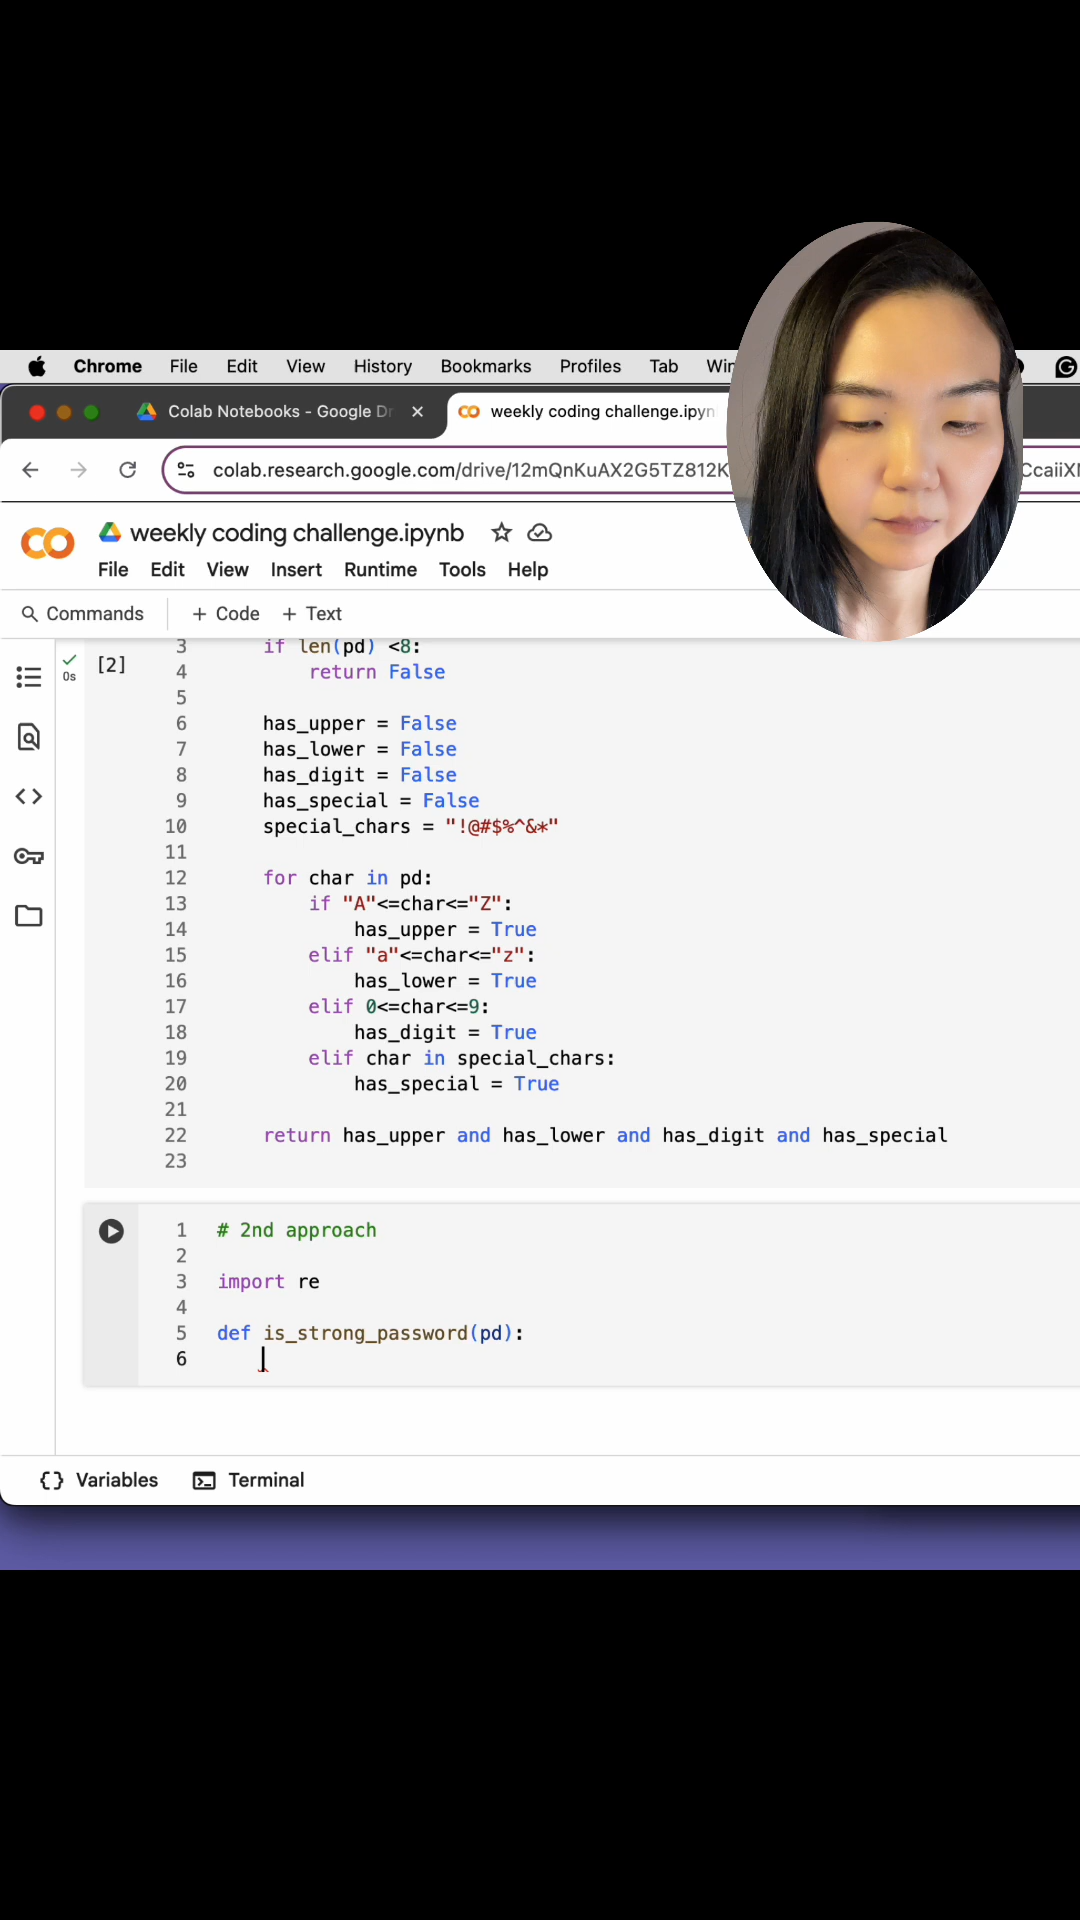 Chrome File Edit View History Bookmarks Profiles Tab
Colab Notebooks - Google Dr
weekly coding challenge.ipyn
colab.research.google.com/drive/12mQnKuAX2G5TZ812K
CcaiiX
weekly coding challenge.ipynb
File Edit View Insert Runtime Tools Help
Commands + Code + Text
[2]
0s
3 if len(pd) <8:
4 return False
5
6 has_upper = False
7 has_lower = False
8 has_digit = False
9 has_special = False
10 special_chars = "!@#$%^&*"
11
12 for char in pd:
13 if "A"<=char<="Z":
14 has_upper = True
15 elif "a"<=char<="z":
16 has_lower = True
17 elif 0<=char<=9:
18 has_digit = True
19 elif char in special_chars:
20 has_special = True
21
22 return has_upper and has_lower and has_digit and has_special
23
1 # 2nd approach
2
3 import re
4
5 def is_strong_password(pd):
6
{} Variables Terminal